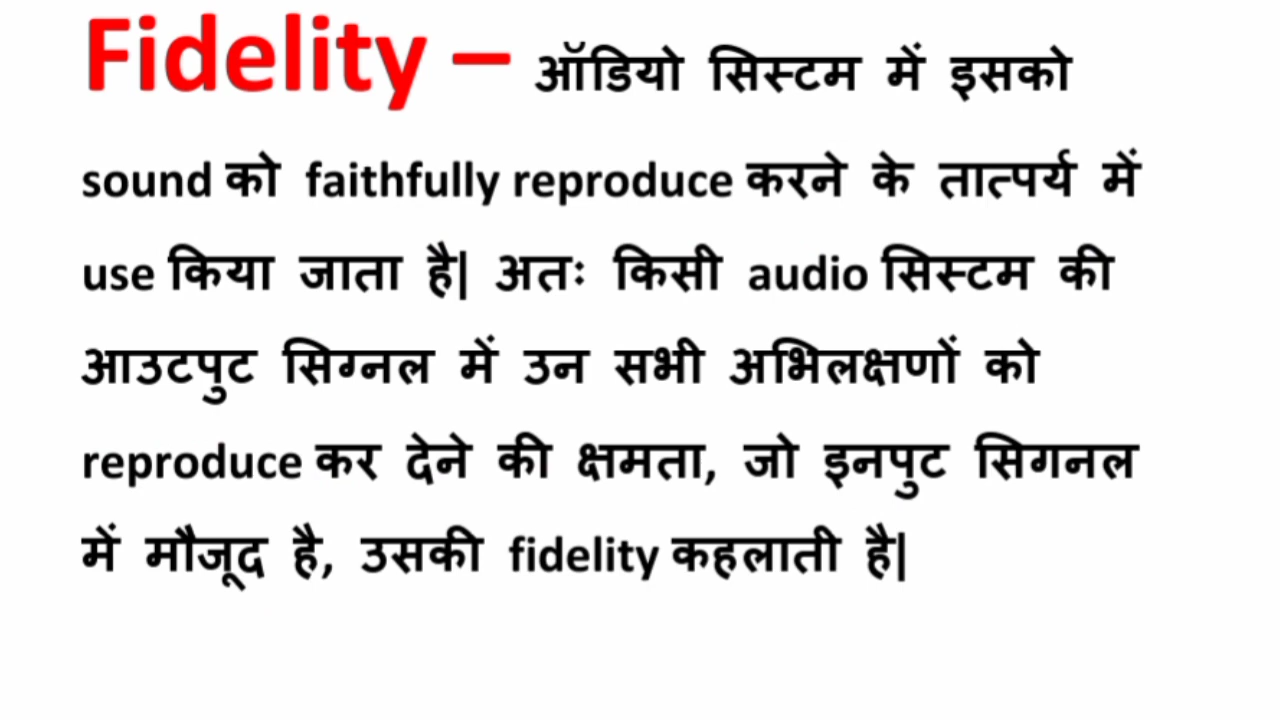 Fidelity – ऑडियो सिस्टम में इसको
sound को faithfully reproduce करने के तात्पर्य में
use किया जाता है| अतः किसी audio सिस्टम की
आउटपुट सिग्नल में उन सभी अभिलक्षणों को
reproduce कर देने की क्षमता, जो इनपुट सिगनल
में मौजूद है, उसकी fidelity कहलाती है|